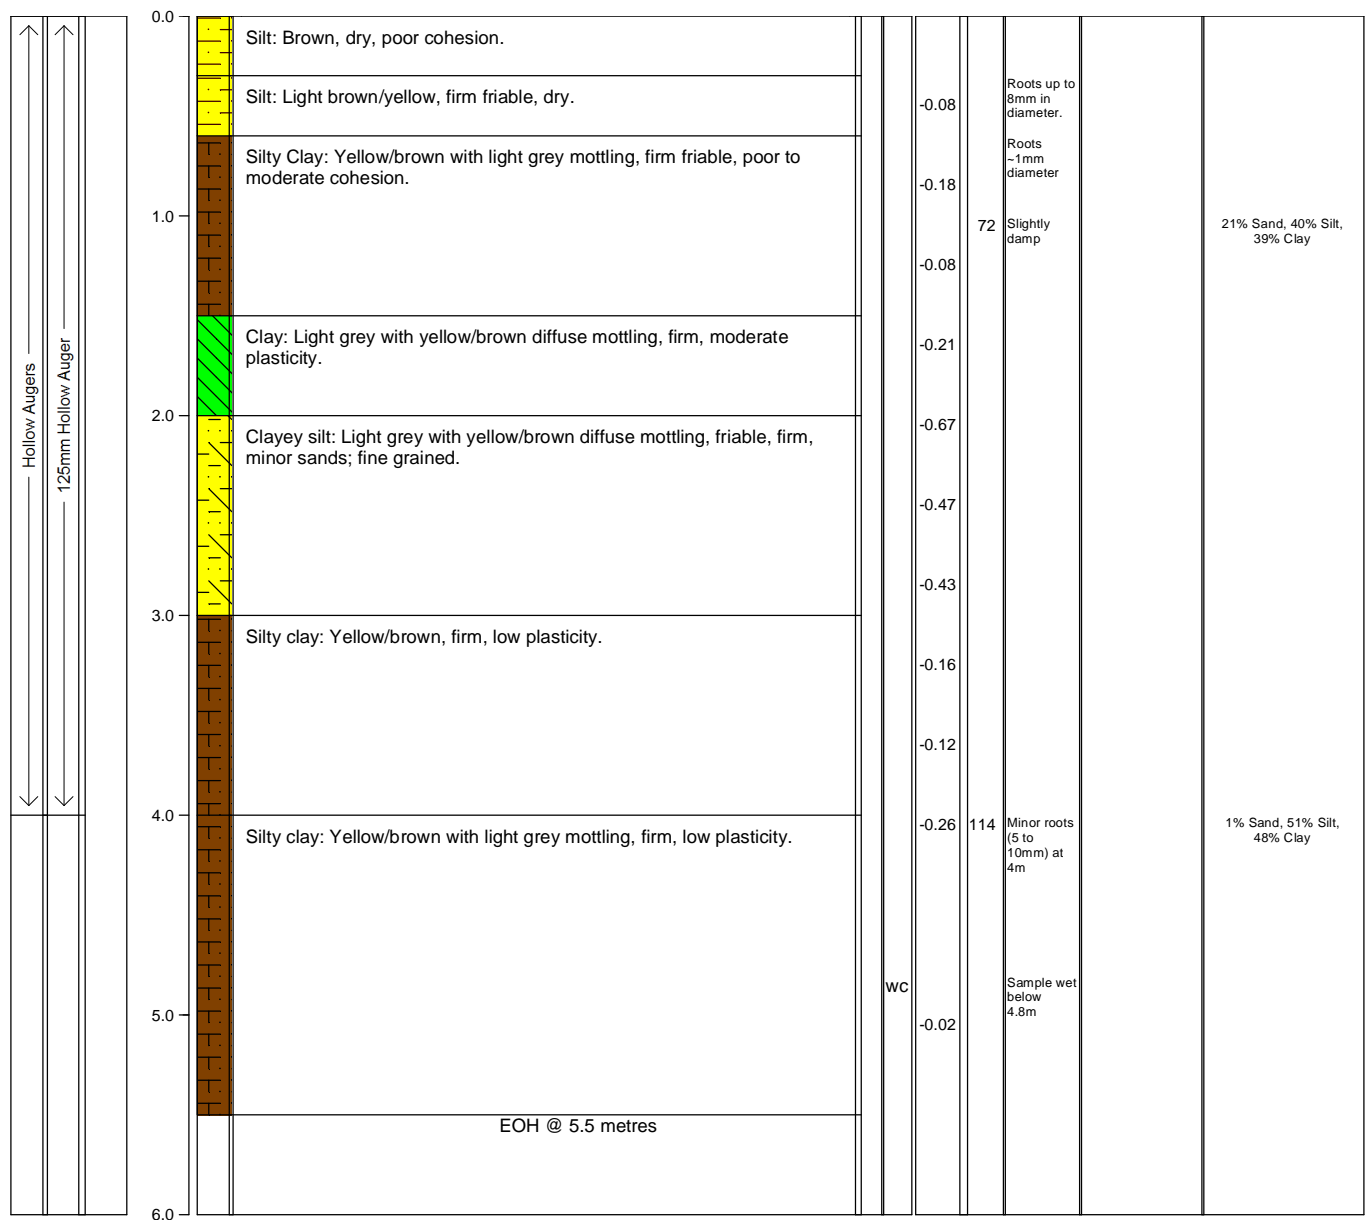 0.0
Silt: Brown, dry, poor cohesion.
Silt: Light brown/yellow, firm friable, dry.
-0.08
Roots up to
8mm in
diameter.
Silty Clay: Yellow/brown with light grey mottling, firm friable, poor to
moderate cohesion.
-0.18
Roots
~1mm
diameter
1.0
72
Slightly
damp
21% Sand, 40% Silt,
39% Clay
-0.08
Clay: Light grey with yellow/brown diffuse mottling, firm, moderate
plasticity.
-0.21
Hollow Augers
125mm Hollow Auger
2.0
Clayey silt: Light grey with yellow/brown diffuse mottling, friable, firm,
minor sands; fine grained.
-0.67
-0.47
-0.43
3.0
Silty clay: Yellow/brown, firm, low plasticity.
-0.16
-0.12
4.0
Silty clay: Yellow/brown with light grey mottling, firm, low plasticity.
-0.26
114
Minor roots
(5 to
10mm) at
4m
1% Sand, 51% Silt,
48% Clay
wc
Sample wet
below
4.8m
5.0
-0.02
EOH @ 5.5 metres
6.0